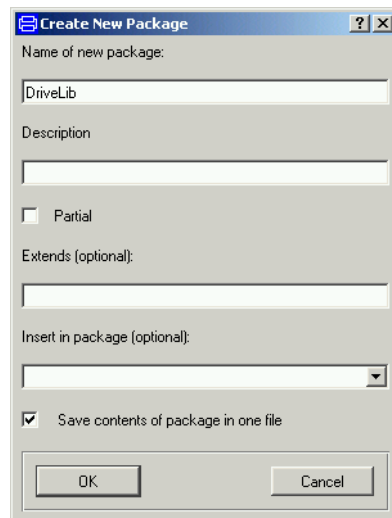 Create New Package
Name of new package:
DriveLib
Description
Partial
Extends (optional):
Insert in package (optional):
Save contents of package in one file
OK Cancel